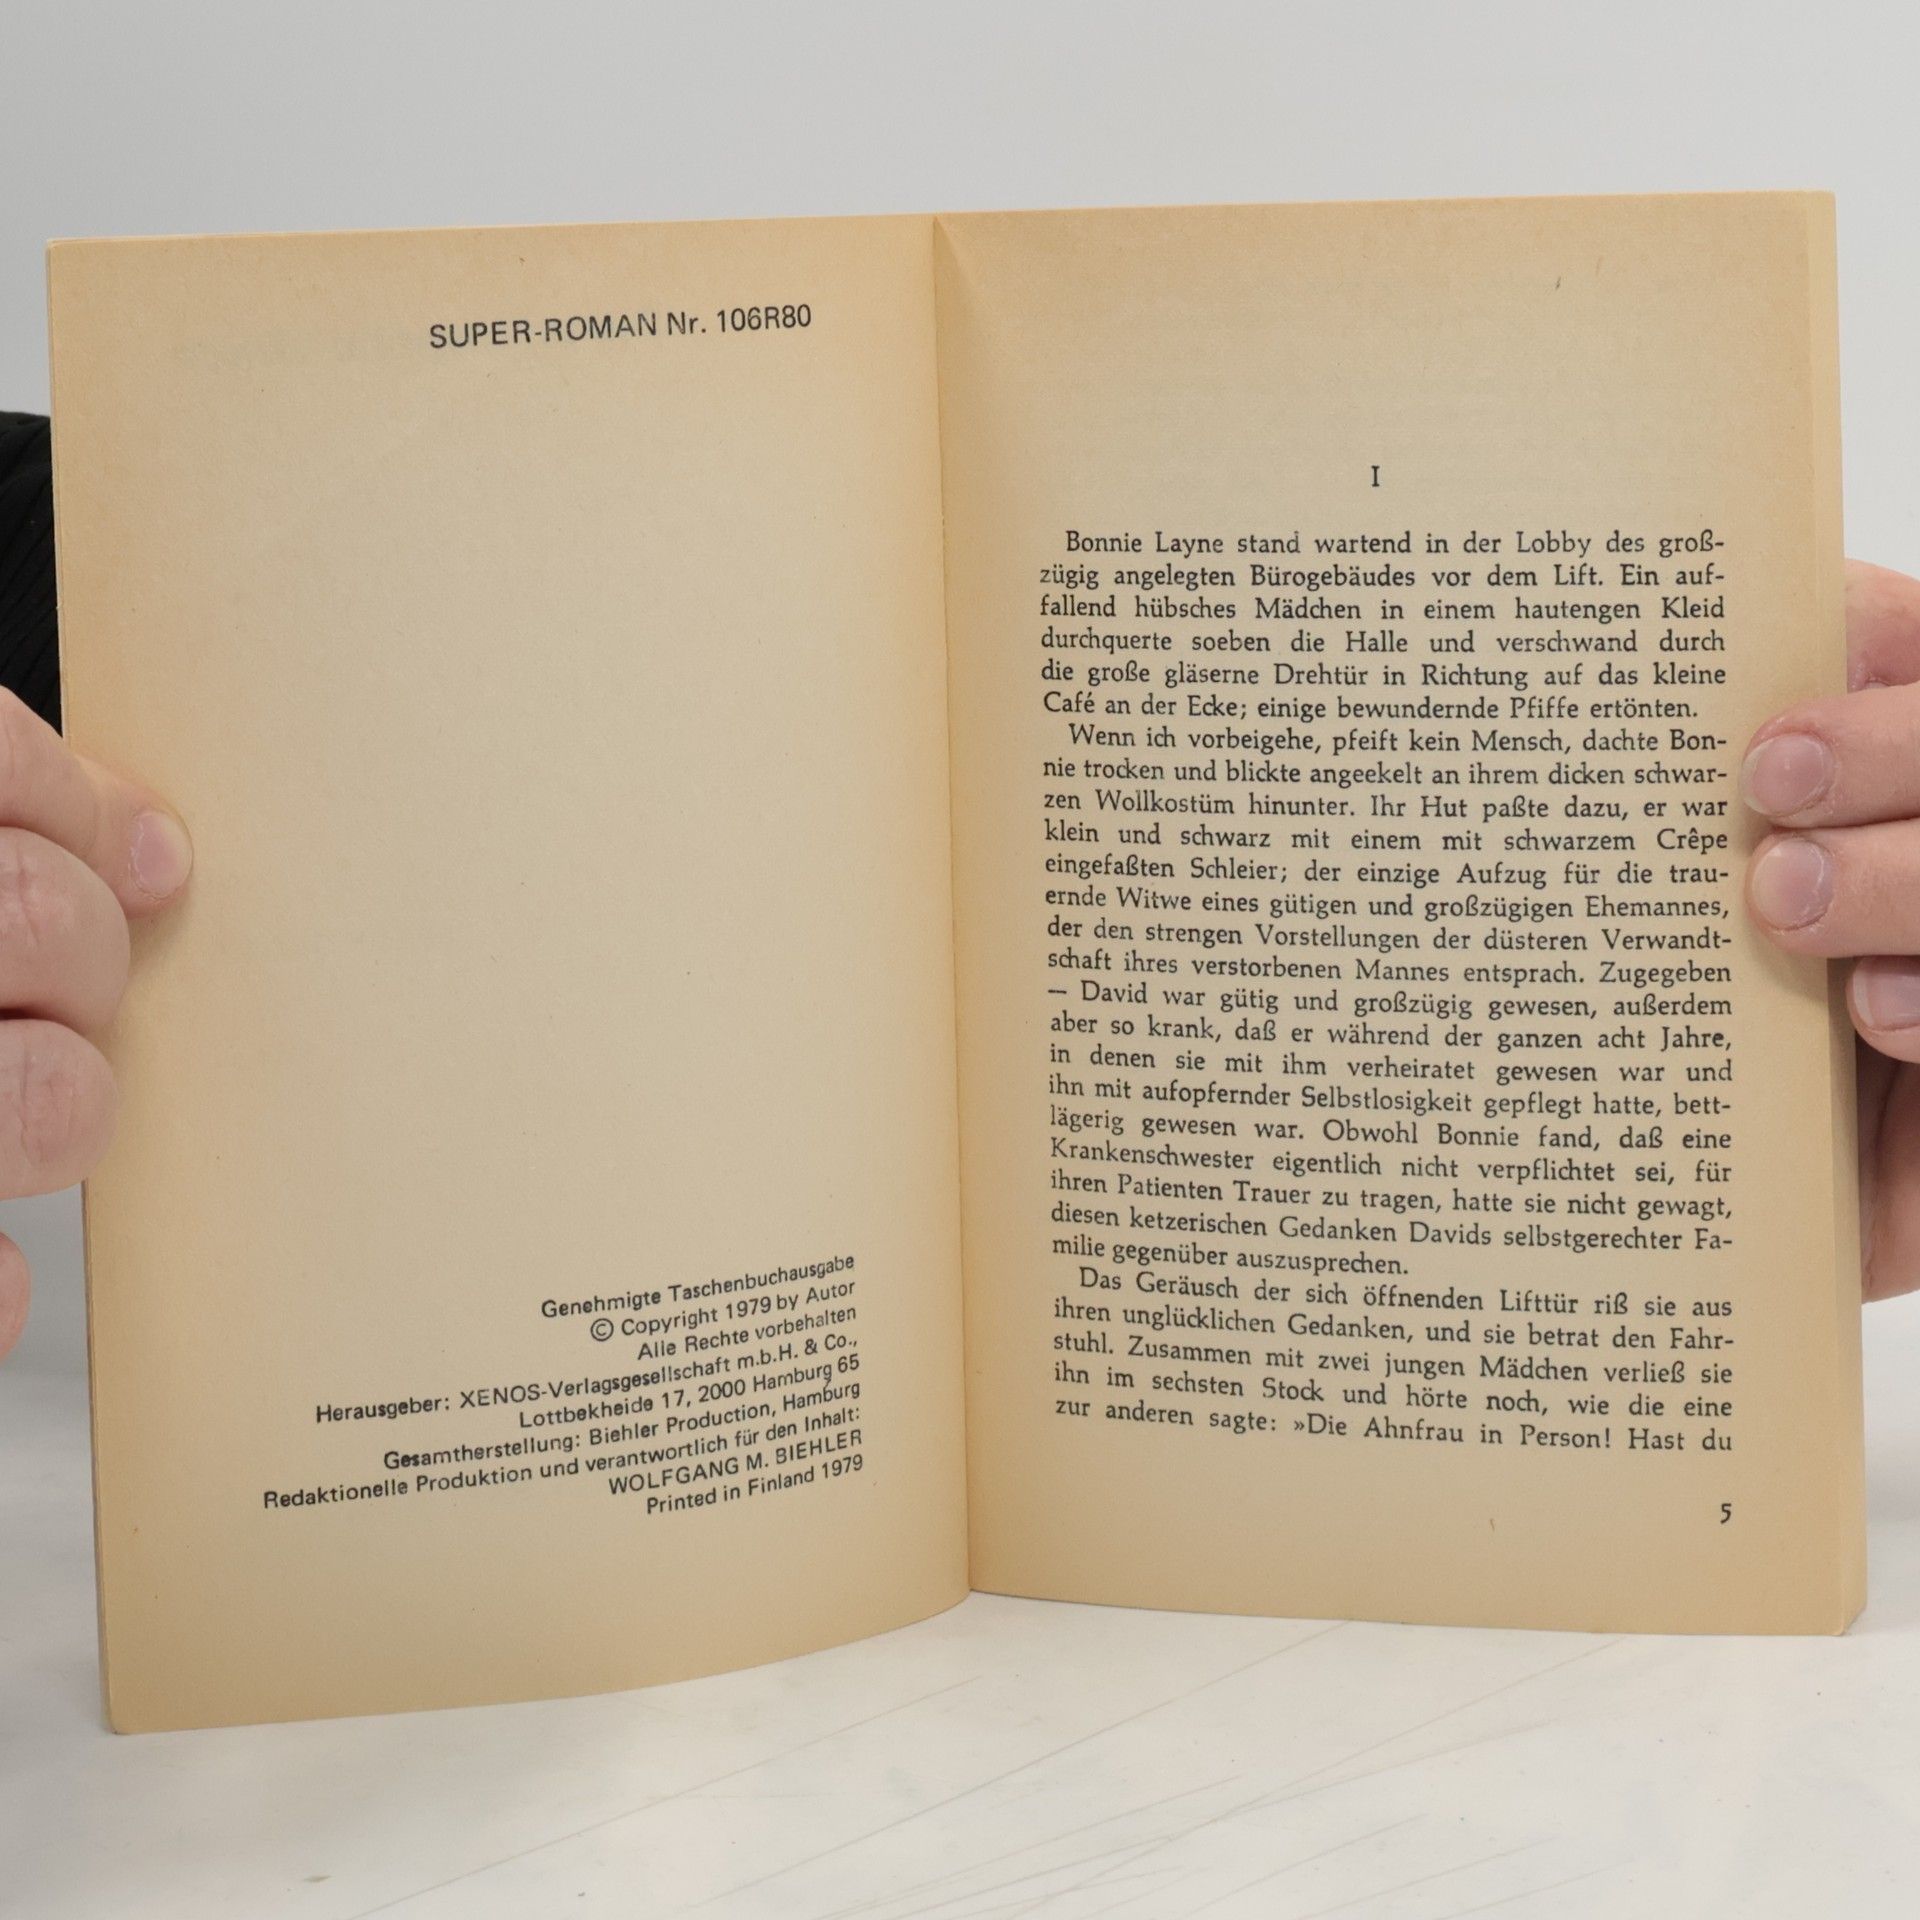 SUPER-ROMAN Nr. 106R80
Genehmigte Taschenbuchausgabe
© Copyright 1979 by Autor
Alle Rechte vorbehalten
Herausgeber: XENOS-Verlagsgesellschaft m.b.H. & Co.,
Lottbekheide 17, 2000 Hamburg 65
Gesamtherstellung: Biehler Production, Hamburg
Redaktionelle Produktion und verantwortlich für den Inhalt:
WOLFGANG M. BIEHLER
Printed in Finland 1979
I
Bonnie Layne stand wartend in der Lobby des groß-
zügig angelegten Bürogebäudes vor dem Lift. Ein auf-
fallend hübsches Mädchen in einem hautengen Kleid
durchquerte soeben die Halle und verschwand durch
die große gläserne Drehtür in Richtung auf das kleine
Café an der Ecke; einige bewundernde Pfiffe ertönten.
Wenn ich vorbeigehe, pfeift kein Mensch, dachte Bon-
nie trocken und blickte angeekelt an ihrem dicken schwar-
zen Wollkostüm hinunter. Ihr Hut paßte dazu, er war
klein und schwarz mit einem mit schwarzem Crêpe
eingefaßten Schleier; der einzige Aufzug für die trau-
ernde Witwe eines gütigen und großzügigen Ehemannes,
der den strengen Vorstellungen der düsteren Verwandt-
schaft ihres verstorbenen Mannes entsprach. Zugegeben
— David war gütig und großzügig gewesen, außerdem
aber so krank, daß er während der ganzen acht Jahre,
in denen sie mit ihm verheiratet gewesen war und
ihn mit aufopfernder Selbstlosigkeit gepflegt hatte, bett-
lägerig gewesen war. Obwohl Bonnie fand, daß eine
Krankenschwester eigentlich nicht verpflichtet sei, für
ihren Patienten Trauer zu tragen, hatte sie nicht gewagt,
diesen ketzerischen Gedanken Davids selbstgerechter Fa-
milie gegenüber auszusprechen.
Das Geräusch der sich öffnenden Lifttür riß sie aus
ihren unglücklichen Gedanken, und sie betrat den Fahr-
stuhl. Zusammen mit zwei jungen Mädchen verließ sie
ihn im sechsten Stock und hörte noch, wie die eine
zur anderen sagte: »Die Ahnfrau in Person! Hast du
5